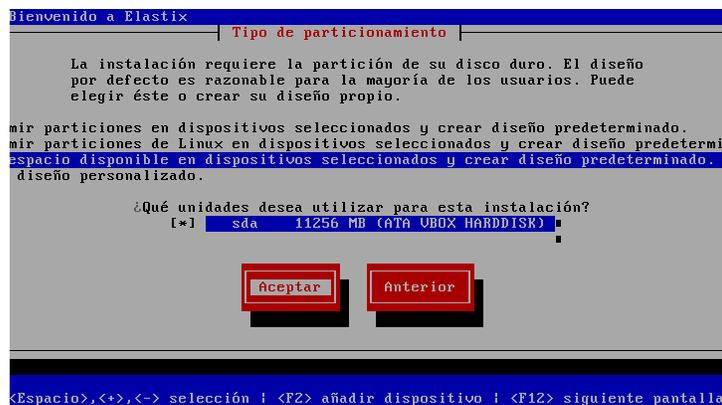 Bienvenido a Elastix
Tipo de particionamiento
La instalación requiere la partición de su disco duro. El diseño
por defecto es razonable para la mayoría de los usuarios. Puede
elegir éste o crear su diseño propio.
mir particiones en dispositivos seleccionados y crear diseño predeterminado.
mir particiones de Linux en dispositivos seleccionados y crear diseño predetermi
espacio disponible en dispositivos seleccionados y crear diseño predeterminado.
diseño personalizado.
¿Qué unidades desea utilizar para esta instalación?
[*] sda 11256 MB (ATA VBOX HARDDISK)
Aceptar Anterior
<Espacio>,<+>,<-> selección ¦ <F2> añadir dispositivo ¦ <F12> siguiente pantalla